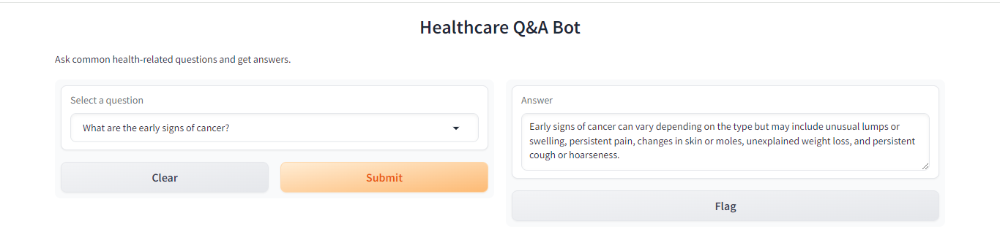 Healthcare Q&A Bot
Ask common health-related questions and get answers.
Select a question
What are the early signs of cancer?
Clear
Submit
Answer
Early signs of cancer can vary depending on the type but may include unusual lumps or
swelling, persistent pain, changes in skin or moles, unexplained weight loss, and persistent
cough or hoarseness.
Flag